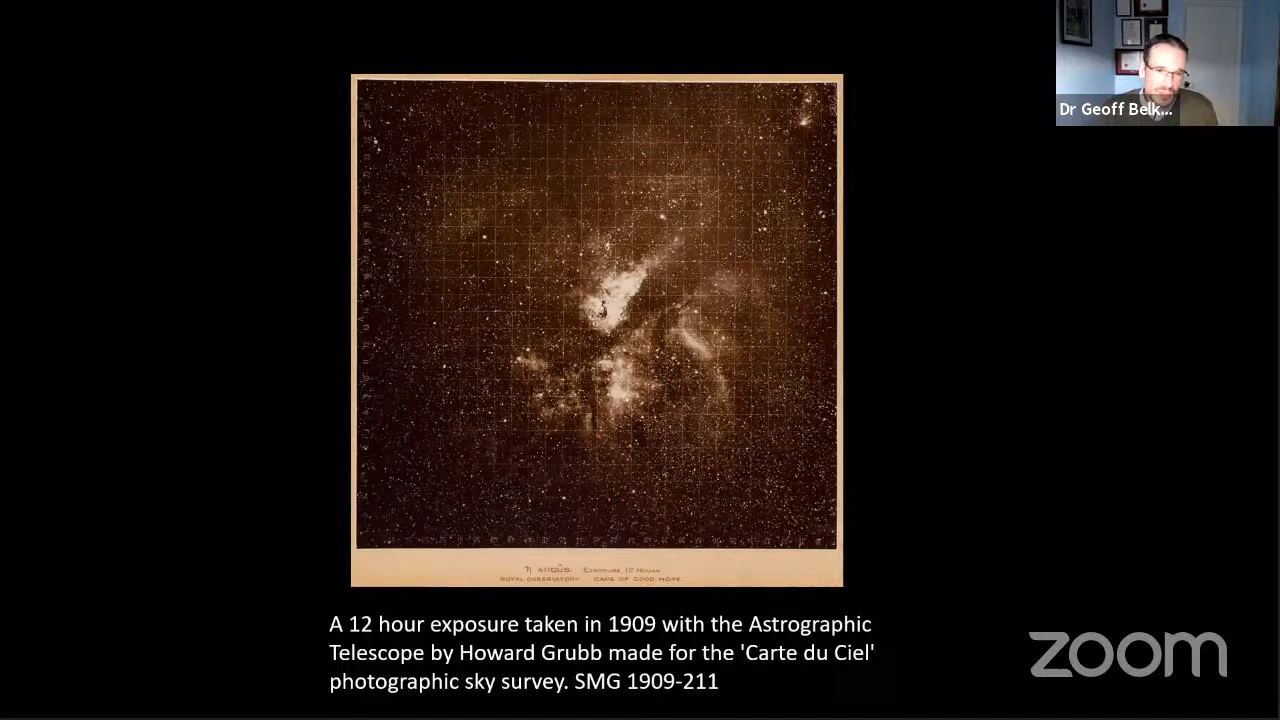 Dr Geoff Belk...
η ARGÛS. Exposure, 12 Hours
ROYAL OBSERVATORY. CAPE OF GOOD HOPE.
A 12 hour exposure taken in 1909 with the Astrographic
Telescope by Howard Grubb made for the 'Carte du Ciel'
photographic sky survey. SMG 1909-211
zoom